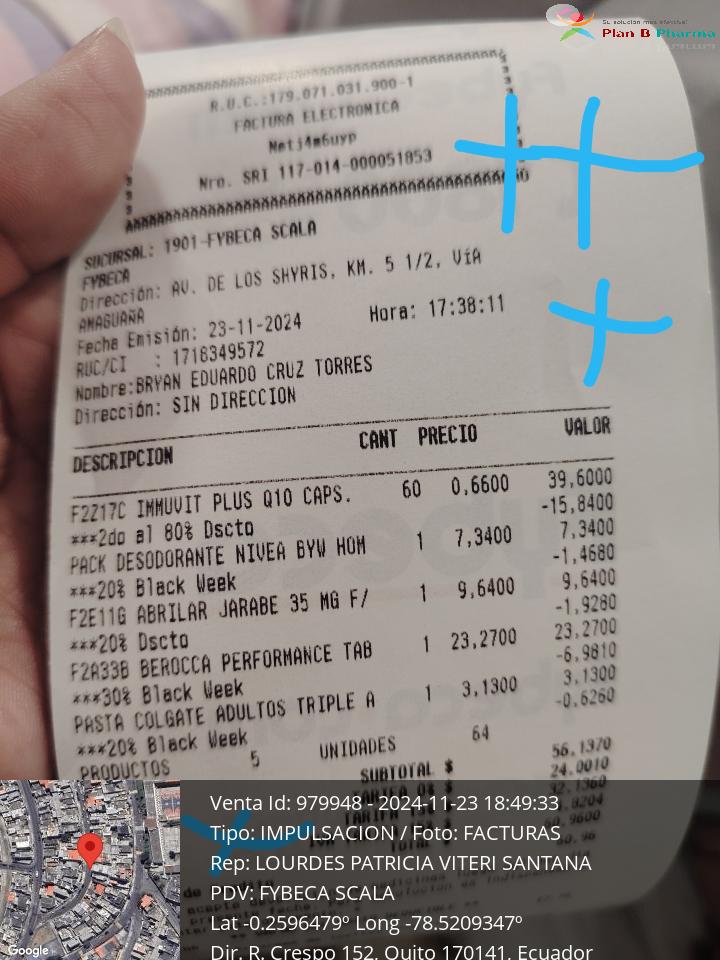 Su solución más efectiva!
Plan B Pharma
R.U.C.:179.071.031.900-1
FACTURA ELECTRONICA
Netj4m6uyp
Nro. SRI 117-014-000051853
SUCURSAL: 1901-FYBECA SCALA
FYBECA
Dirección: AV. DE LOS SHYRIS, KM. 5 1/2, VíA
AMAGUAÑA
Fecha Emisión: 23-11-2024 Hora: 17:38:11
RUC/CI : 1718349572
Nombre:BRYAN EDUARDO CRUZ TORRES
Dirección: SIN DIRECCION
DESCRIPCION CANT PRECIO VALOR
F2Z17C IMMUVIT PLUS Q10 CAPS. 60 0,6600 39,6000
***2do al 80% Dscto -15,8400
PACK DESODORANTE NIVEA BYW HOM 1 7,3400 7,3400
***20% Black Week -1,4680
F2E11G ABRILAR JARABE 35 MG F/ 1 9,6400 9,6400
***20% Dscto -1,9280
F2A33B BEROCCA PERFORMANCE TAB 1 23,2700 23,2700
***30% Black Week -6,9810
PASTA COLGATE ADULTOS TRIPLE A 1 3,1300 3,1300
***20% Black Week -0,6260
PRODUCTOS 5 UNIDADES 64
SUBTOTAL $ 56,1370
TARIFA 0% $ 24.0010
TARIFA 32.1360
TOTAL
Venta Id: 979948 - 2024-11-23 18:49:33
Tipo: IMPULSACION / Foto: FACTURAS
Rep: LOURDES PATRICIA VITERI SANTANA
PDV: FYBECA SCALA
Lat -0.2596479º Long -78.5209347º
Dir. R. Crespo 152, Quito 170141, Ecuador
Google